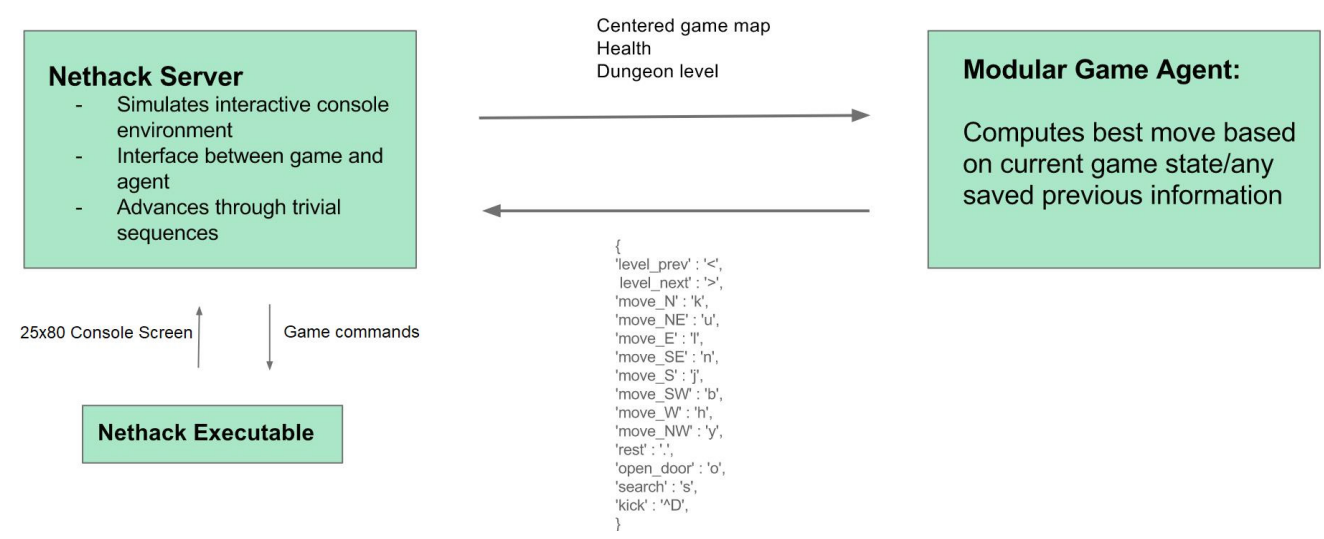 Centered game map
Health
Dungeon level
Nethack Server
- Simulates interactive console
environment
- Interface between game and
agent
- Advances through trivial
sequences
Modular Game Agent:
Computes best move based
on current game state/any
saved previous information
{
'level_prev' : '<',
level_next' : '>',
'move_N' : 'k',
'move_NE' : 'u',
'move_E' : 'l',
'move_SE' : 'n',
'move_S' : 'j',
'move_SW' : 'b',
'move_W' : 'h',
'move_NW' : 'y',
'rest' : '.',
'open_door' : 'o',
'search' : 's',
'kick' : '^D',
}
25x80 Console Screen
Game commands
Nethack Executable